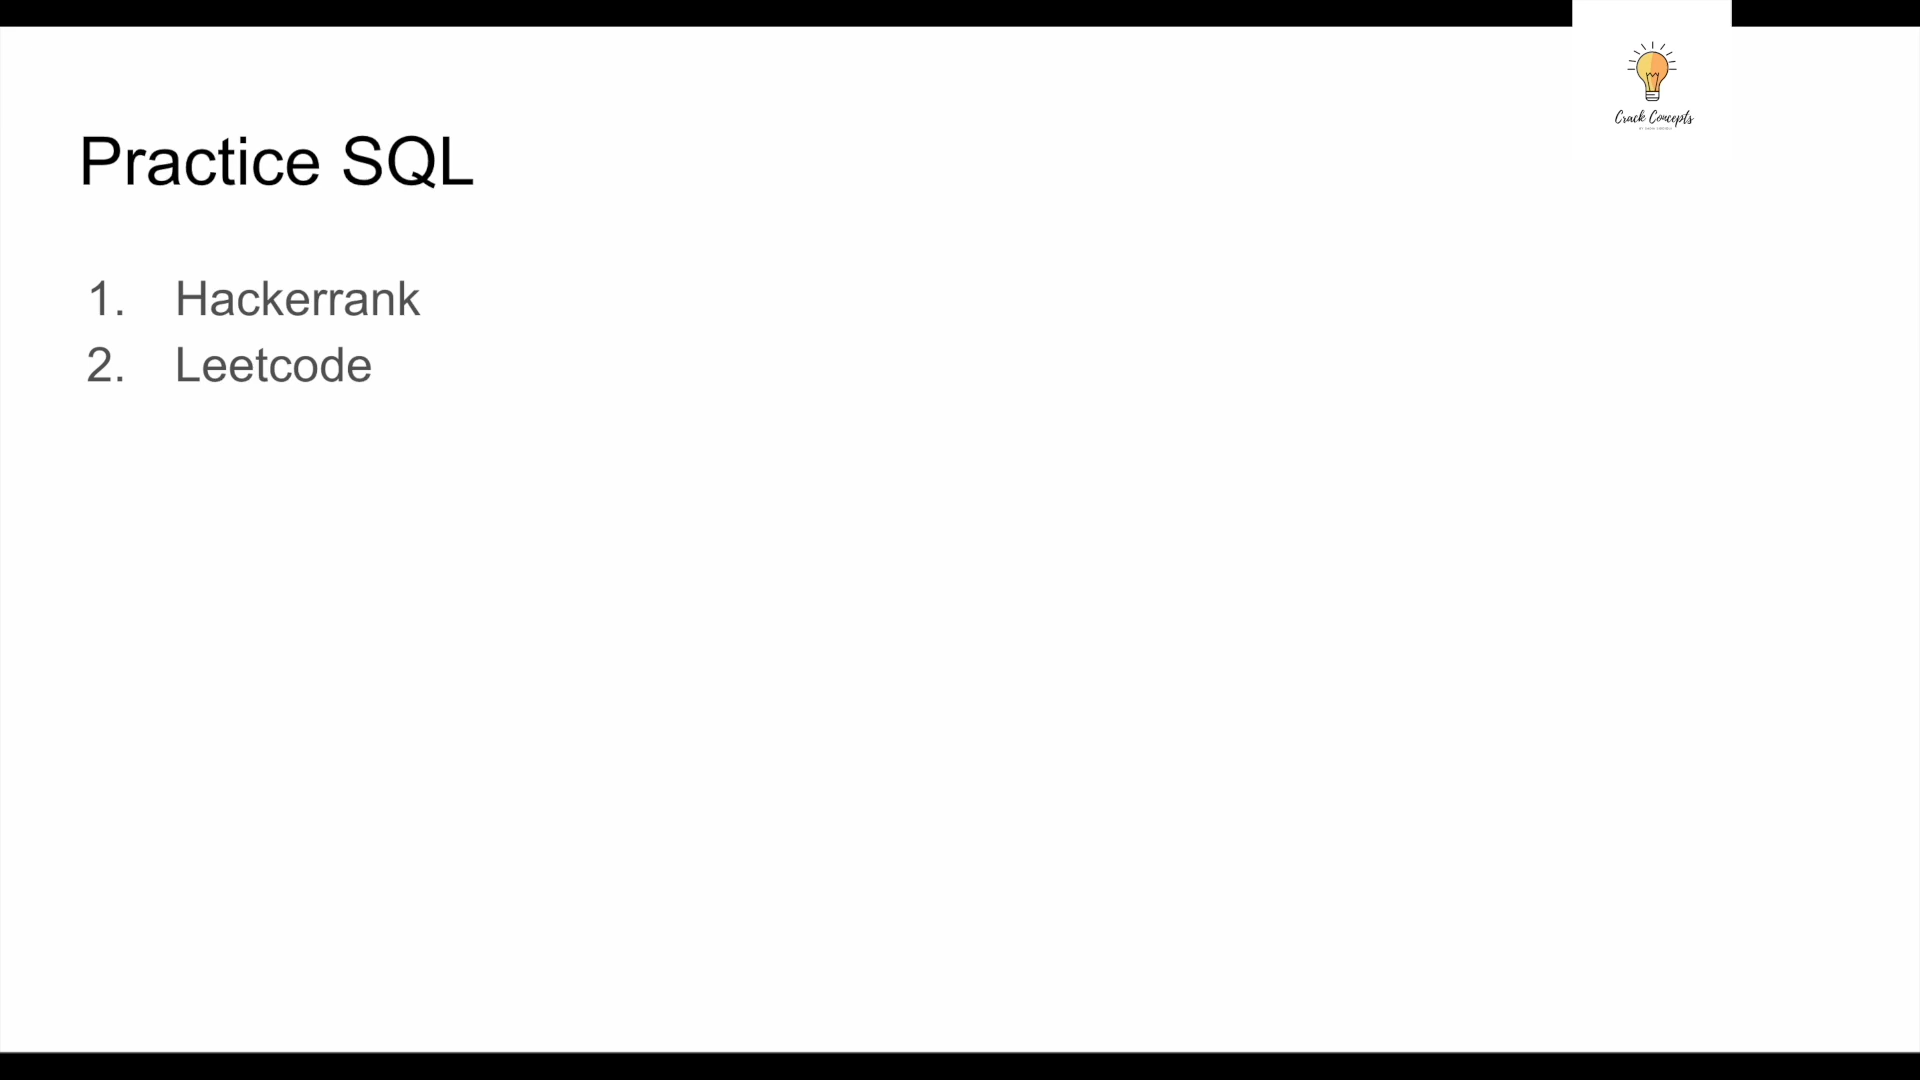 Crack Concepts
Practice SQL
1. Hackerrank
2. Leetcode